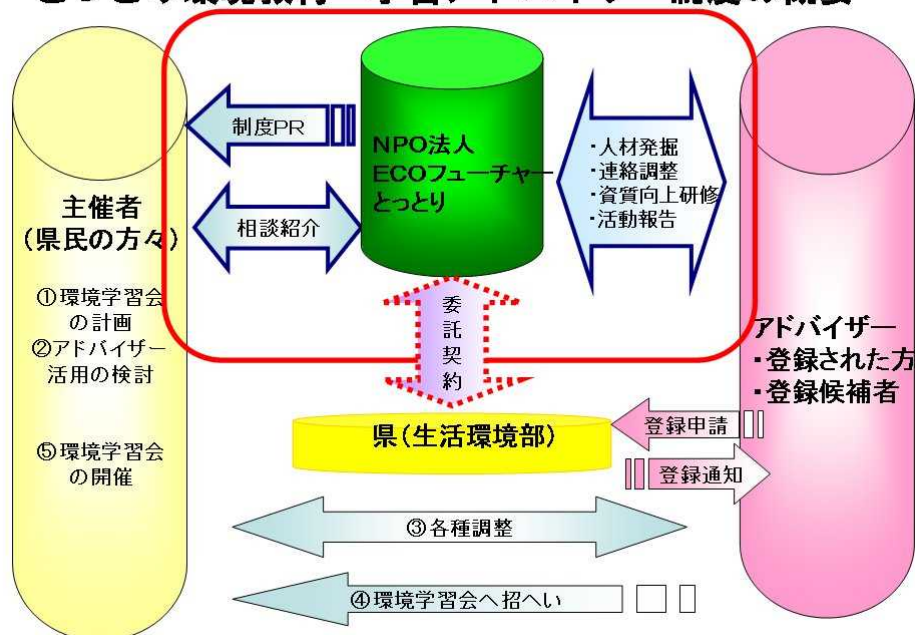 制度PR
NPO法人
ECOフューチャー
とっとり
・人材発掘
・連絡調整
・資質向上研修
・活動報告
主催者
(県民の方々)
相談紹介
①環境学習会
の計画
②アドバイザー
活用の検討
⑤環境学習会
の開催
委
託
契
約
アドバイザー
・登録された方
・登録候補者
県(生活環境部)
登録申請
登録通知
③各種調整
④環境学習会へ招へい